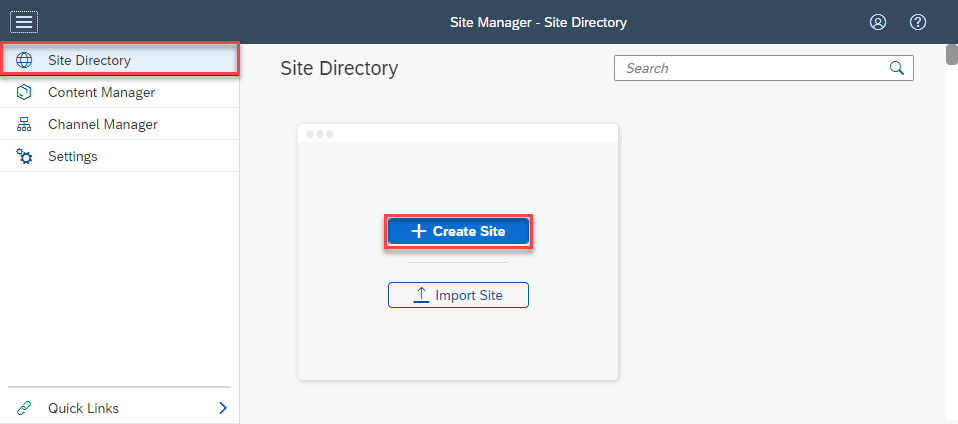 Site Manager - Site Directory
Site Directory
Content Manager
Channel Manager
Settings
Quick Links
Site Directory
Search
Create Site
Import Site